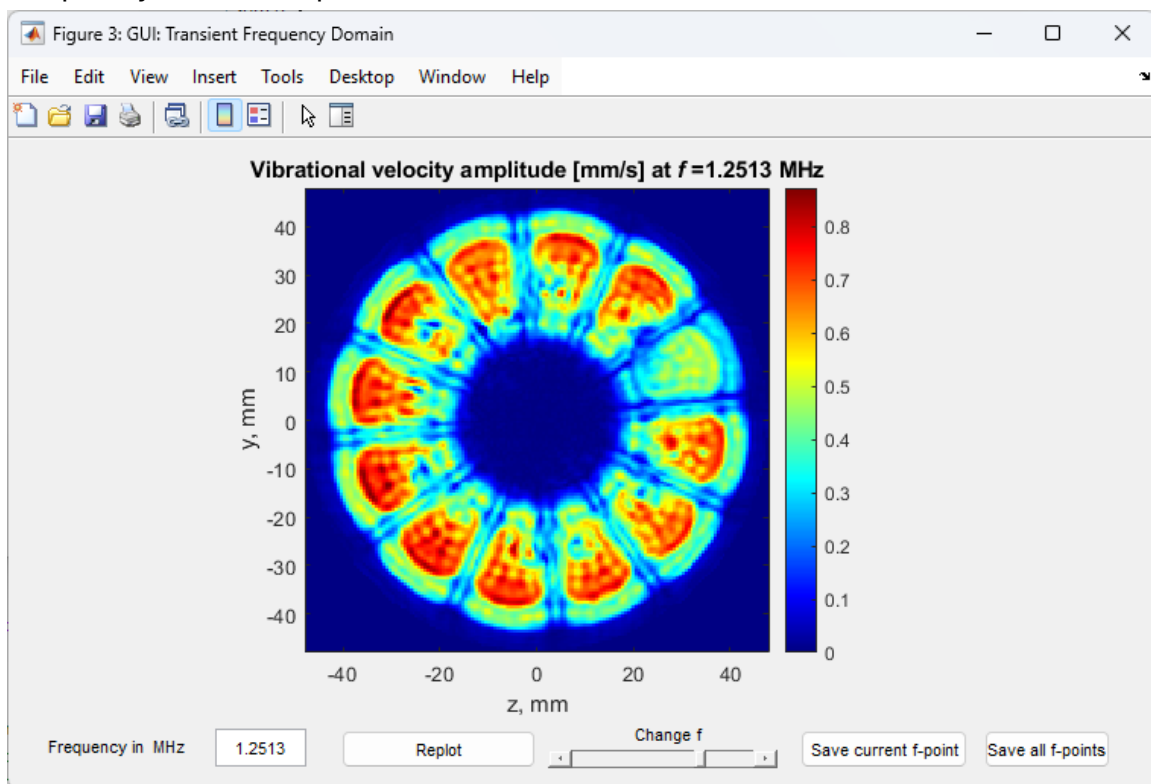 Figure 3: GUI: Transient Frequency Domain
File Edit View Insert Tools Desktop Window Help
Vibrational velocity amplitude [mm/s] at f =1.2513 MHz
40
30
20
10
0
-10
-20
-30
-40
y, mm
-40 -20 0 20 40
z, mm
0.8
0.7
0.6
0.5
0.4
0.3
0.2
0.1
0
Frequency in MHz 1.2513 Replot Change f Save current f-point Save all f-points